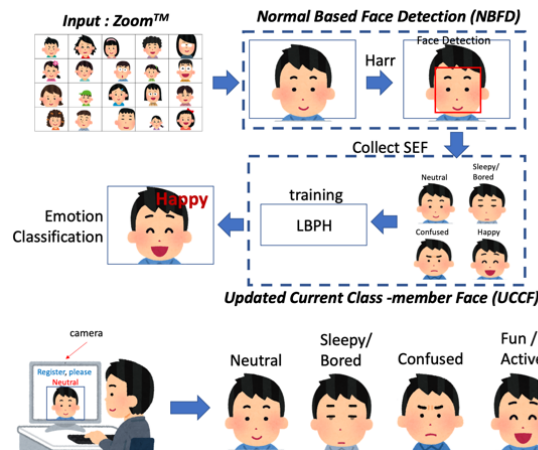 Input : Zoom™
Normal Based Face Detection (NBFD)
Harr
Face Detection
Collect SEF
Neutral
Sleepy/
Bored
training
LBPH
Confused
Happy
Happy
Emotion
Classification
Updated Current Class -member Face (UCCF)
camera
Register, please
Neutral
Neutral
Sleepy/
Bored
Confused
Fun /
Active